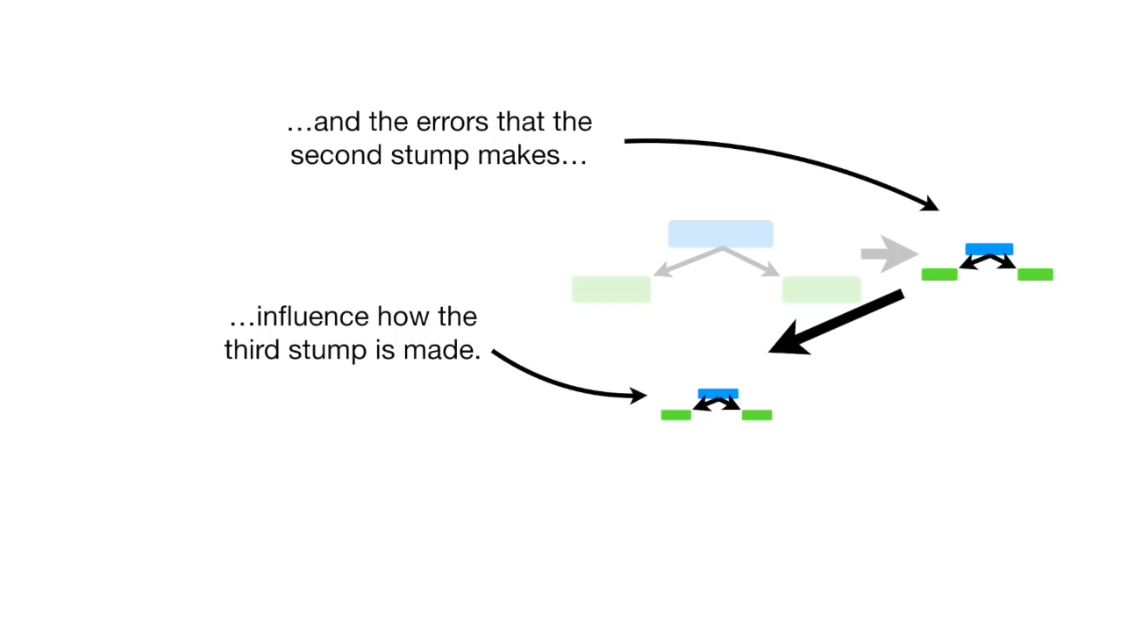 …and the errors that the
second stump makes…
…influence how the
third stump is made.